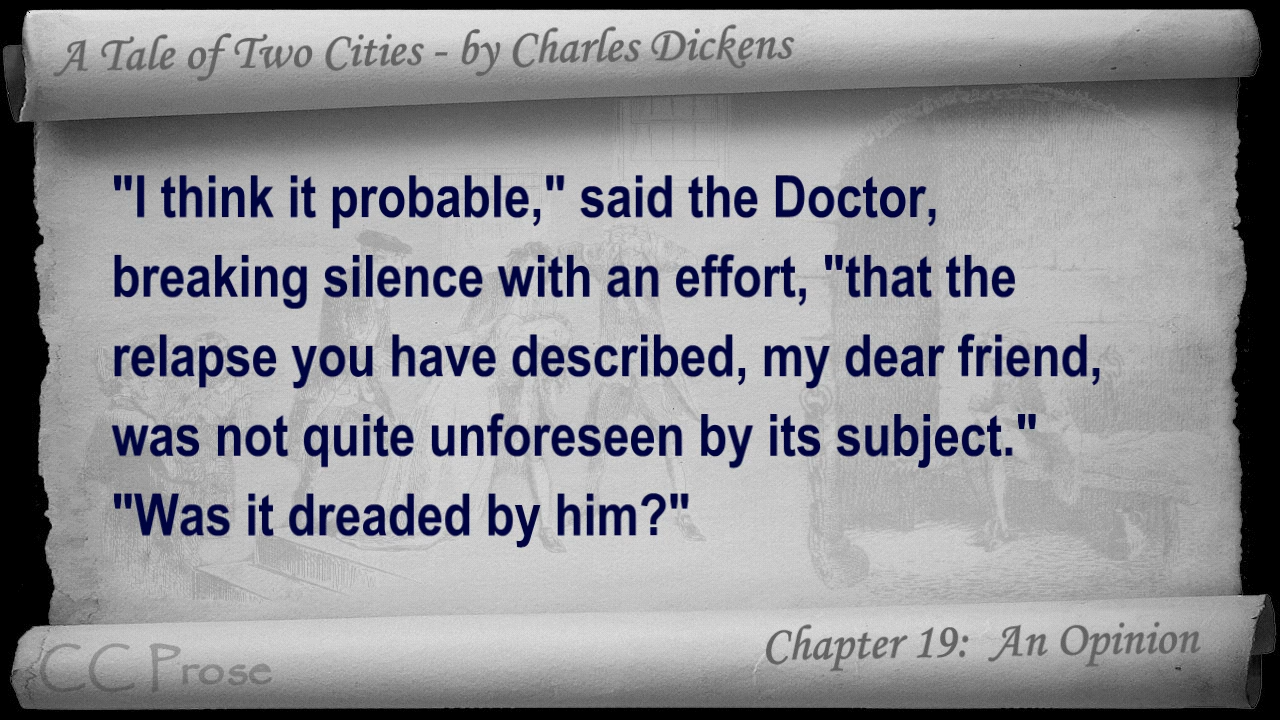 A Tale of Two Cities - by Charles Dickens
"I think it probable," said the Doctor,
breaking silence with an effort, "that the
relapse you have described, my dear friend,
was not quite unforeseen by its subject."
"Was it dreaded by him?"
Chapter 19: An Opinion
CC Prose